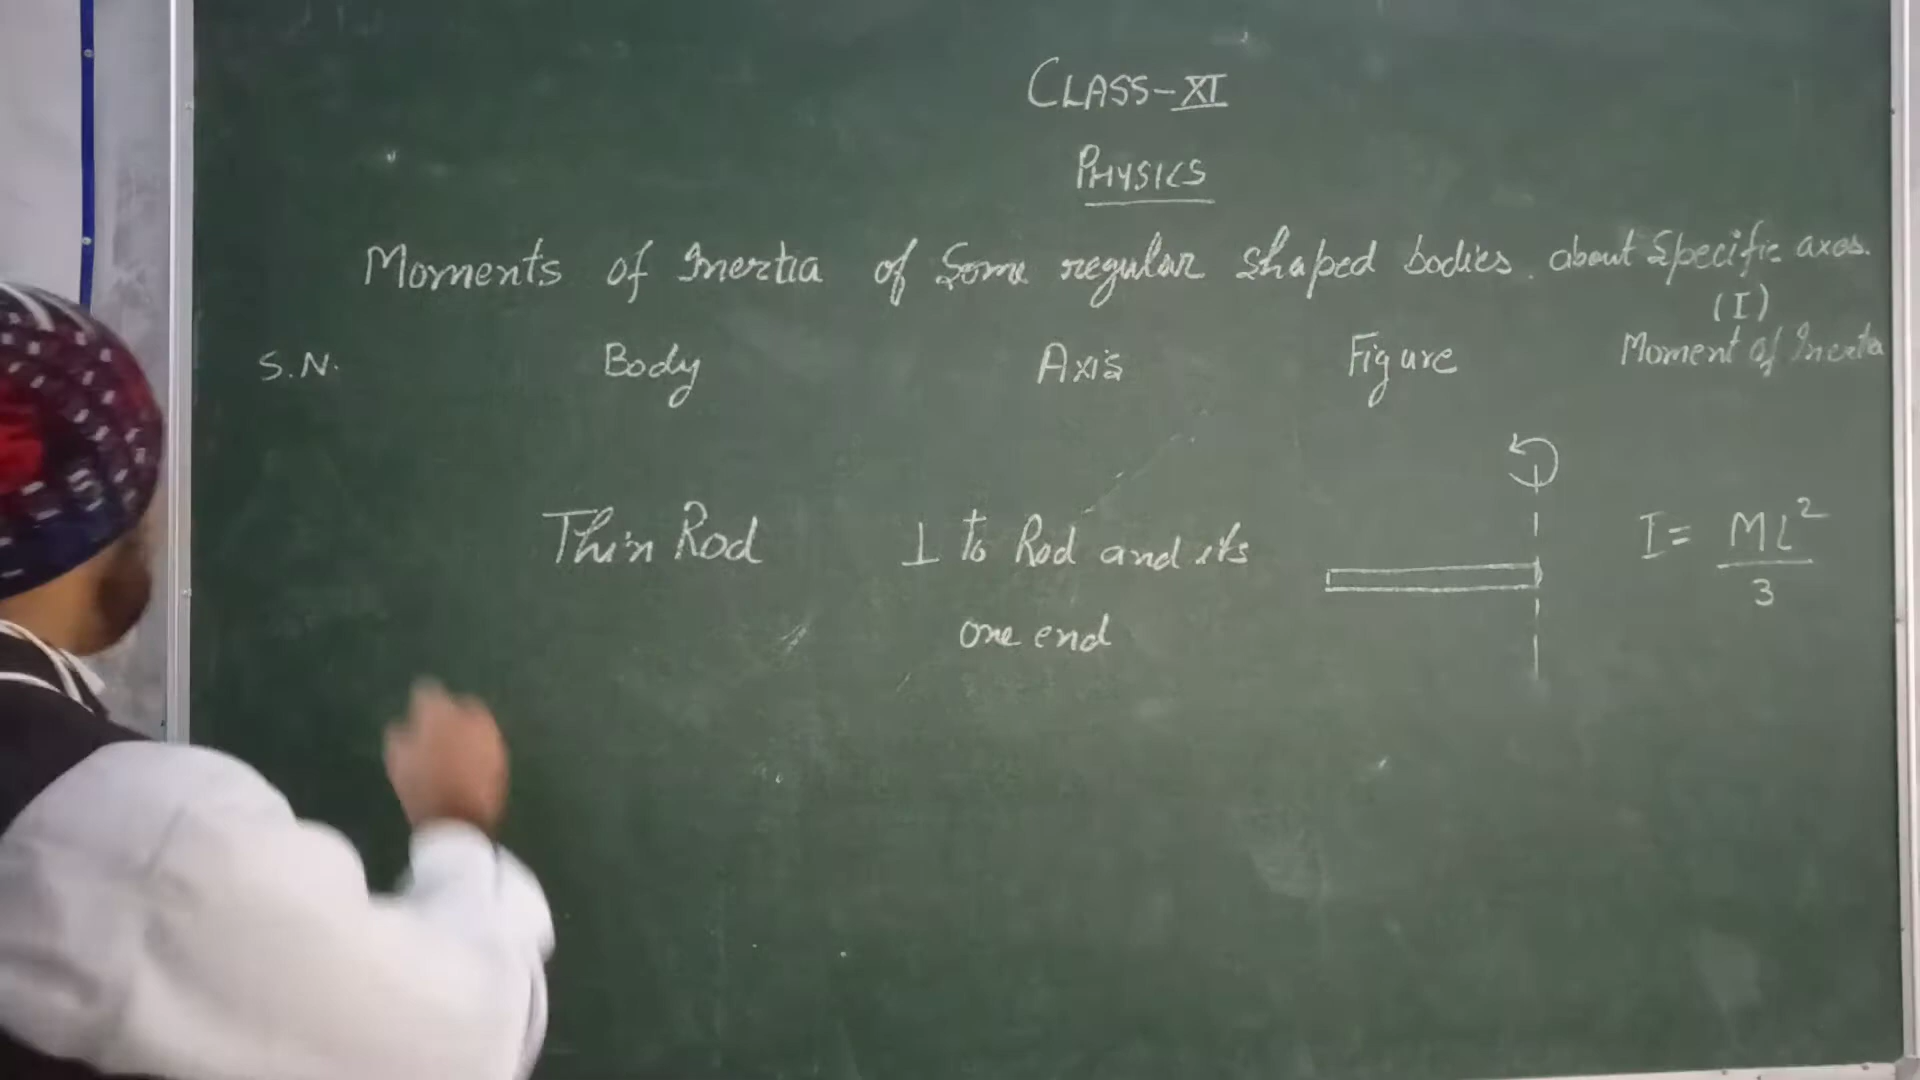 CLASS-XI
PHYSICS
Moments of Inertia of Some regular shaped bodies. about Specific axes.
(I)
S.N. Body Axis Figure Moment of Inertia
Thin Rod ⊥ to Rod and its I = ML²/3
one end